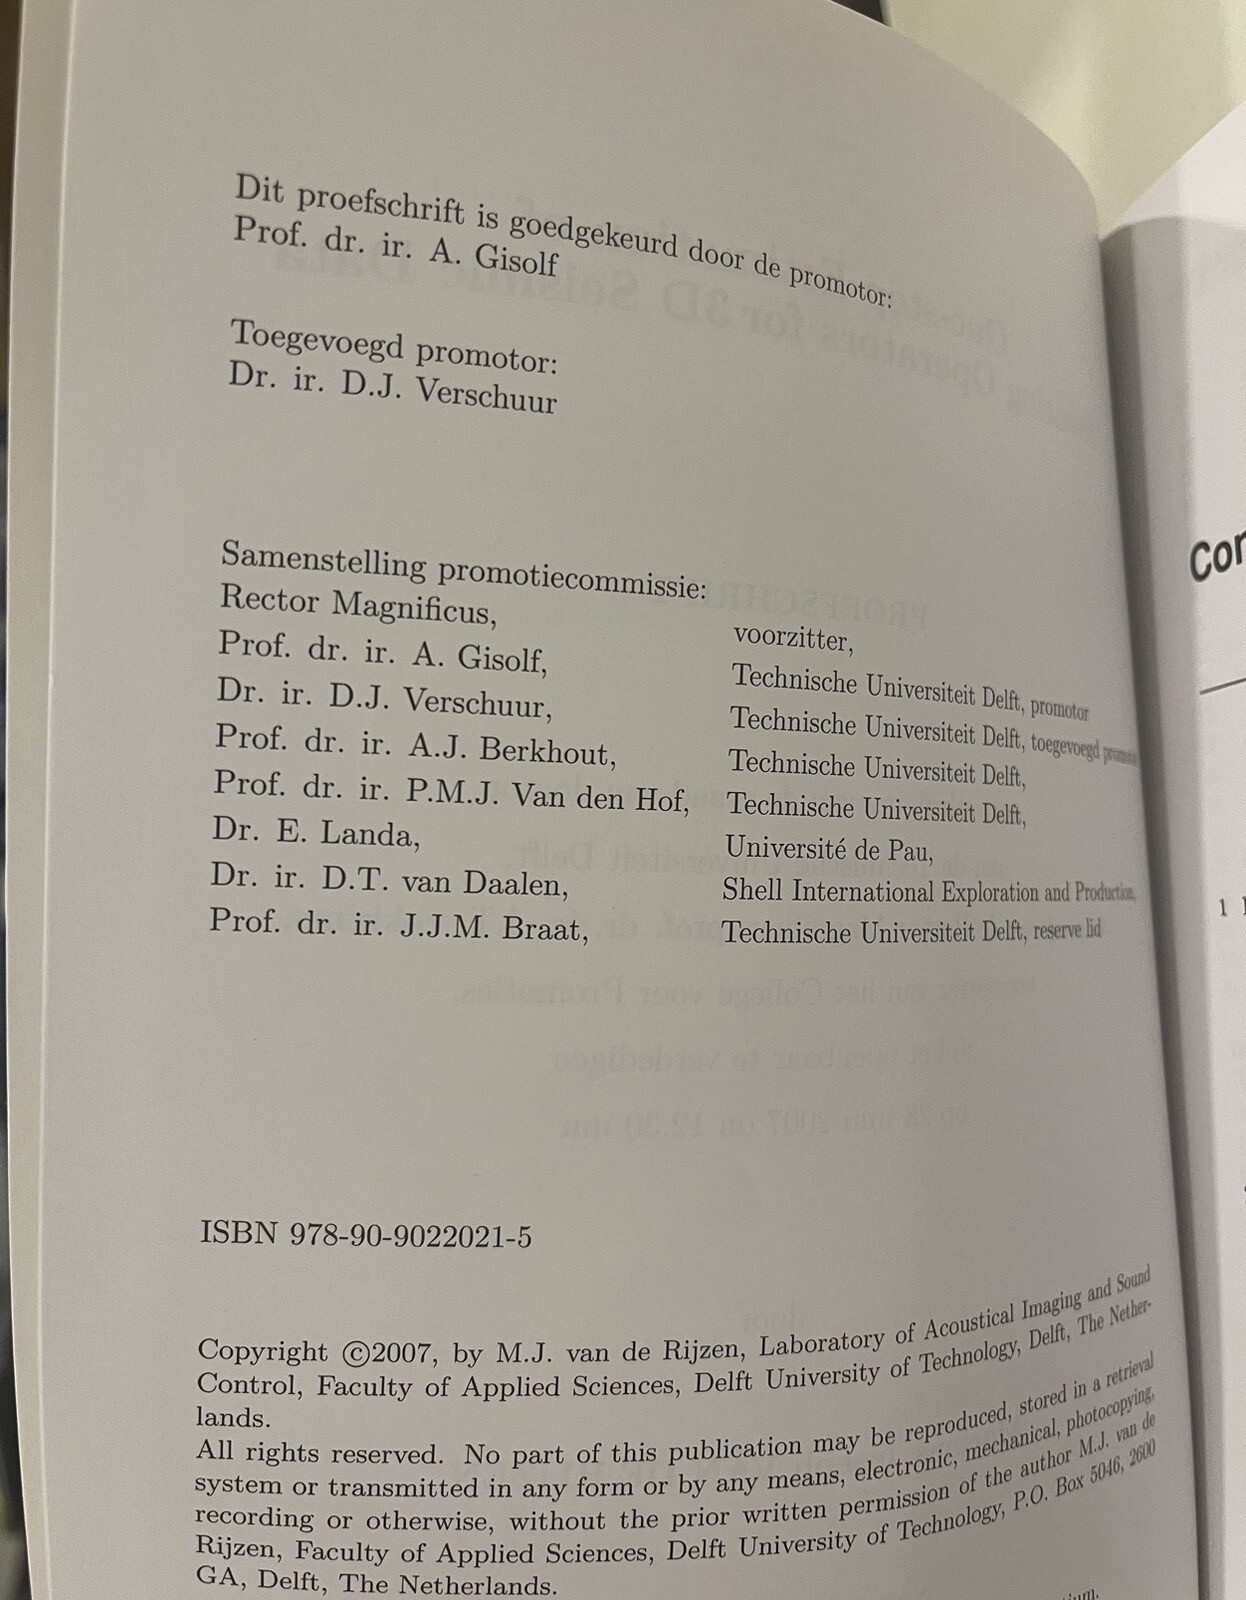 Dit proefschrift is goedgekeurd door de promotor:
Prof. dr. ir. A. Gisolf
Toegevoegd promotor:
Dr. ir. D.J. Verschuur
Samenstelling promotiecommissie:
Rector Magnificus, voorzitter,
Prof. dr. ir. A. Gisolf, Technische Universiteit Delft, promotor
Dr. ir. D.J. Verschuur, Technische Universiteit Delft, toegevoegd
Prof. dr. ir. A.J. Berkhout, Technische Universiteit Delft,
Prof. dr. ir. P.M.J. Van den Hof, Technische Universiteit Delft,
Dr. E. Landa, Université de Pau,
Dr. ir. D.T. van Daalen, Shell International Exploration and Production,
Prof. dr. ir. J.J.M. Braat, Technische Universiteit Delft, reserve lid
ISBN 978-90-9022021-5
Copyright ©2007, by M.J. van de Rijzen, Laboratory of Acoustical Imaging and Sound
Control, Faculty of Applied Sciences, Delft University of Technology, Delft, The Nether-
lands.
All rights reserved. No part of this publication may be reproduced, stored in a retrieval
system or transmitted in any form or by any means, electronic, mechanical, photocopying,
recording or otherwise, without the prior written permission of the author M.J. van de
Rijzen, Faculty of Applied Sciences, Delft University of Technology, P.O. Box 5046, 2600
GA, Delft, The Netherlands.
1